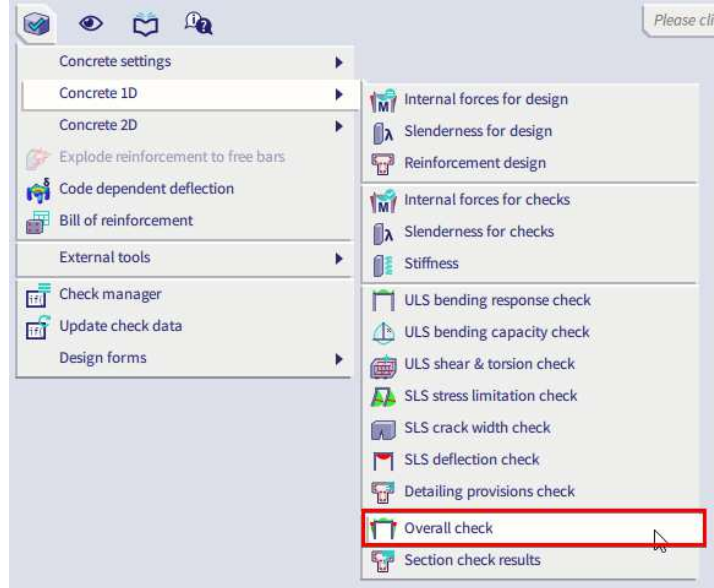 Please cli
Concrete settings
Concrete 1D
Concrete 2D
Explode reinforcement to free bars
Code dependent deflection
Bill of reinforcement
External tools
Check manager
Update check data
Design forms
Internal forces for design
Slenderness for design
Reinforcement design
Internal forces for checks
Slenderness for checks
Stiffness
ULS bending response check
ULS bending capacity check
ULS shear & torsion check
SLS stress limitation check
SLS crack width check
SLS deflection check
Detailing provisions check
Overall check
Section check results